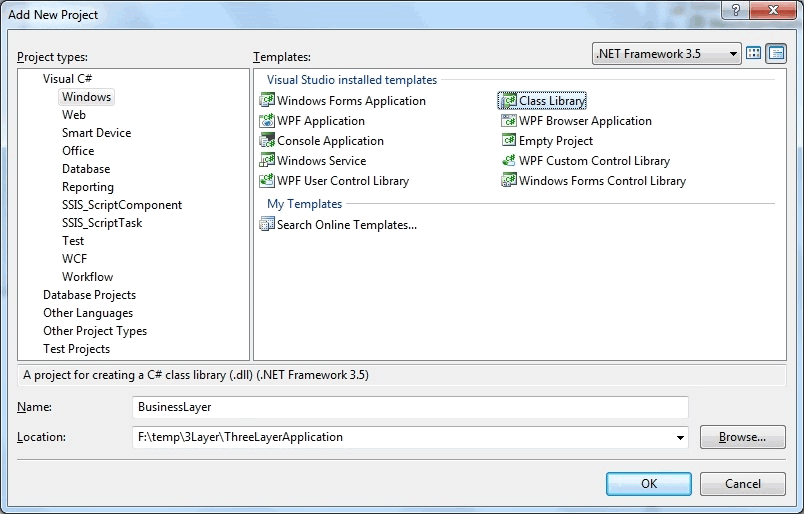 Add New Project
Project types:
Templates:
.NET Framework 3.5
Visual C#
Windows
Web
Smart Device
Office
Database
Reporting
SSIS_ScriptComponent
SSIS_ScriptTask
Test
WCF
Workflow
Database Projects
Other Languages
Other Project Types
Test Projects
Visual Studio installed templates
Windows Forms Application
Class Library
WPF Application
WPF Browser Application
Console Application
Empty Project
Windows Service
WPF Custom Control Library
WPF User Control Library
Windows Forms Control Library
My Templates
Search Online Templates...
A project for creating a C# class library (.dll) (.NET Framework 3.5)
Name:
BusinessLayer
Location:
F:\temp\3Layer\ThreeLayerApplication
Browse...
OK
Cancel